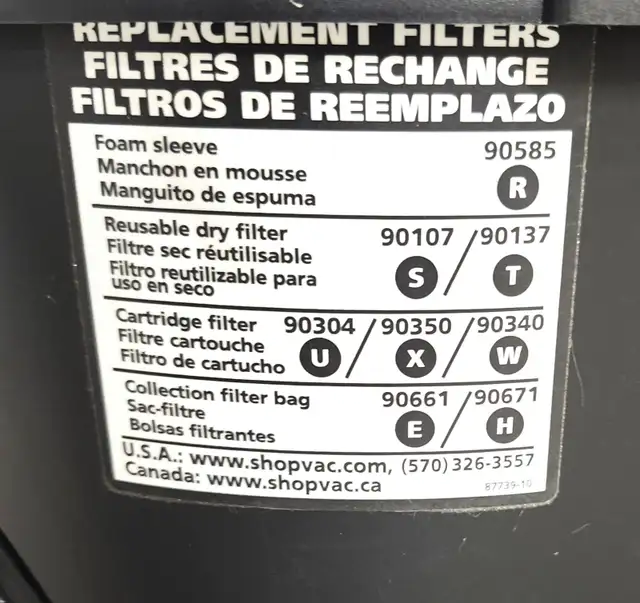 REPLACEMENT FILTERS
FILTRES DE RECHANGE
FILTROS DE REEMPLAZO
Foam sleeve 90585
Manchon en mousse R
Manguito de espuma
Reusable dry filter 90107 / 90137
Filtre sec réutilisable S T
Filtro reutilizable para
uso en seco
Cartridge filter 90304 / 90350 / 90340
Filtre cartouche U X W
Filtro de cartucho
Collection filter bag 90661 / 90671
Sac-filtre E H
Bolsas filtrantes
U.S.A.: www.shopvac.com, (570) 326-3557
Canada: www.shopvac.ca 87739-10